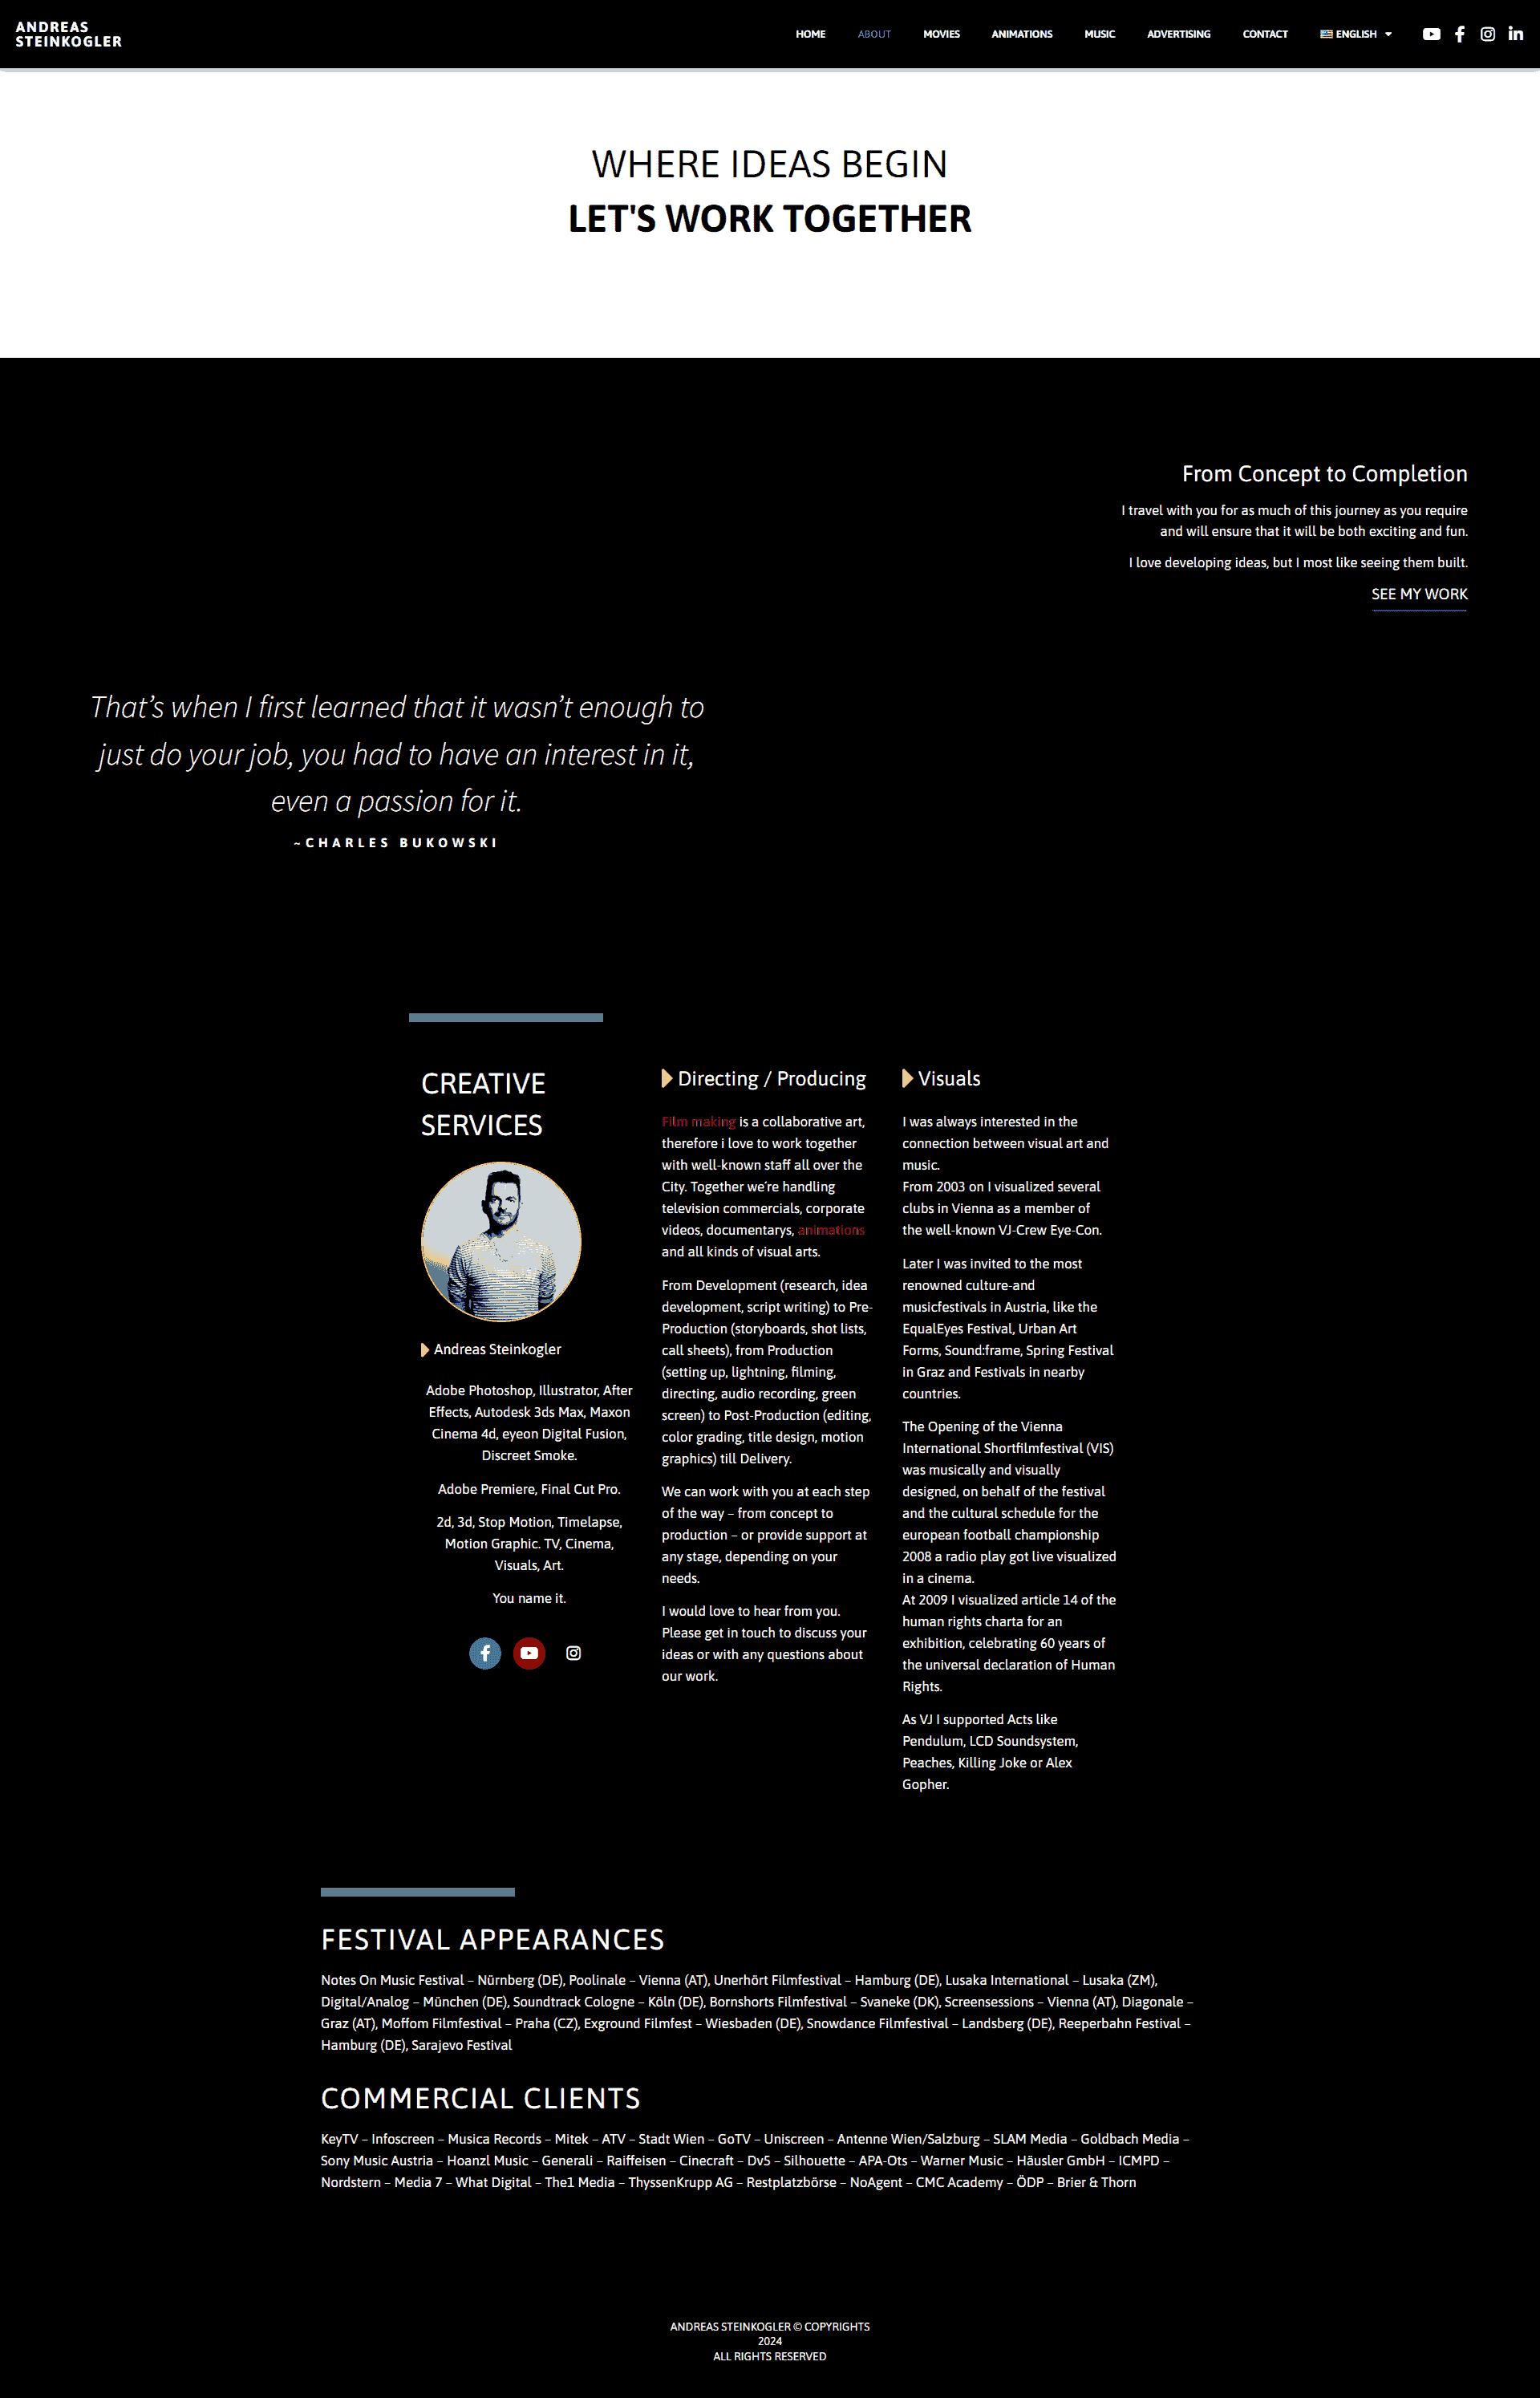 ANDREAS
STEINKOGLER
HOME
ABOUT
MOVIES
ANIMATIONS
MUSIC
ADVERTISING
CONTACT
ENGLISH
WHERE IDEAS BEGIN
LET'S WORK TOGETHER
From Concept to Completion
I travel with you for as much of this journey as you require
and will ensure that it will be both exciting and fun.
I love developing ideas, but I most like seeing them built.
SEE MY WORK
That’s when I first learned that it wasn’t enough to
just do your job, you had to have an interest in it,
even a passion for it.
~CHARLES BUKOWSKI
CREATIVE
SERVICES
Andreas Steinkogler
Adobe Photoshop, Illustrator, After
Effects, Autodesk 3ds Max, Maxon
Cinema 4d, eyeon Digital Fusion,
Discreet Smoke.
Adobe Premiere, Final Cut Pro.
2d, 3d, Stop Motion, Timelapse,
Motion Graphic. TV, Cinema,
Visuals, Art.
You name it.
Directing / Producing
Film making is a collaborative art,
therefore i love to work together
with well-known staff all over the
City. Together we’re handling
television commercials, corporate
videos, documentarys, animations
and all kinds of visual arts.
From Development (research, idea
development, script writing) to Pre-
Production (storyboards, shot lists,
call sheets), from Production
(setting up, lightning, filming,
directing, audio recording, green
screen) to Post-Production (editing,
color grading, title design, motion
graphics) till Delivery.
We can work with you at each step
of the way – from concept to
production – or provide support at
any stage, depending on your
needs.
I would love to hear from you.
Please get in touch to discuss your
ideas or with any questions about
our work.
Visuals
I was always interested in the
connection between visual art and
music.
From 2003 on I visualized several
clubs in Vienna as a member of
the well-known VJ-Crew Eye-Con.
Later I was invited to the most
renowned culture-and
musicfestivals in Austria, like the
EqualEyes Festival, Urban Art
Forms, Sound:frame, Spring Festival
in Graz and Festivals in nearby
countries.
The Opening of the Vienna
International Shortfilmfestival (VIS)
was musically and visually
designed, on behalf of the festival
and the cultural schedule for the
european football championship
2008 a radio play got live visualized
in a cinema.
At 2009 I visualized article 14 of the
human rights charta for an
exhibition, celebrating 60 years of
the universal declaration of Human
Rights.
As VJ I supported Acts like
Pendulum, LCD Soundsystem,
Peaches, Killing Joke or Alex
Gopher.
FESTIVAL APPEARANCES
Notes On Music Festival – Nürnberg (DE), Poolinale – Vienna (AT), Unerhört Filmfestival – Hamburg (DE), Lusaka International – Lusaka (ZM),
Digital/Analog – München (DE), Soundtrack Cologne – Köln (DE), Bornshorts Filmfestival – Svaneke (DK), Screensessions – Vienna (AT), Diagonale –
Graz (AT), Moffom Filmfestival – Praha (CZ), Exground Filmfest – Wiesbaden (DE), Snowdance Filmfestival – Landsberg (DE), Reeperbahn Festival –
Hamburg (DE), Sarajevo Festival
COMMERCIAL CLIENTS
KeyTV – Infoscreen – Musica Records – Mitek – ATV – Stadt Wien – GoTV – Uniscreen – Antenne Wien/Salzburg – SLAM Media – Goldbach Media –
Sony Music Austria – Hoanzl Music – Generali – Raiffeisen – Cinecraft – Dv5 – Silhouette – APA-Ots – Warner Music – Häusler GmbH – ICMPD –
Nordstern – Media 7 – What Digital – The1 Media – ThyssenKrupp AG – Restplatzbörse – NoAgent – CMC Academy – ÖDP – Brier & Thorn
ANDREAS STEINKOGLER © COPYRIGHTS
2024
ALL RIGHTS RESERVED